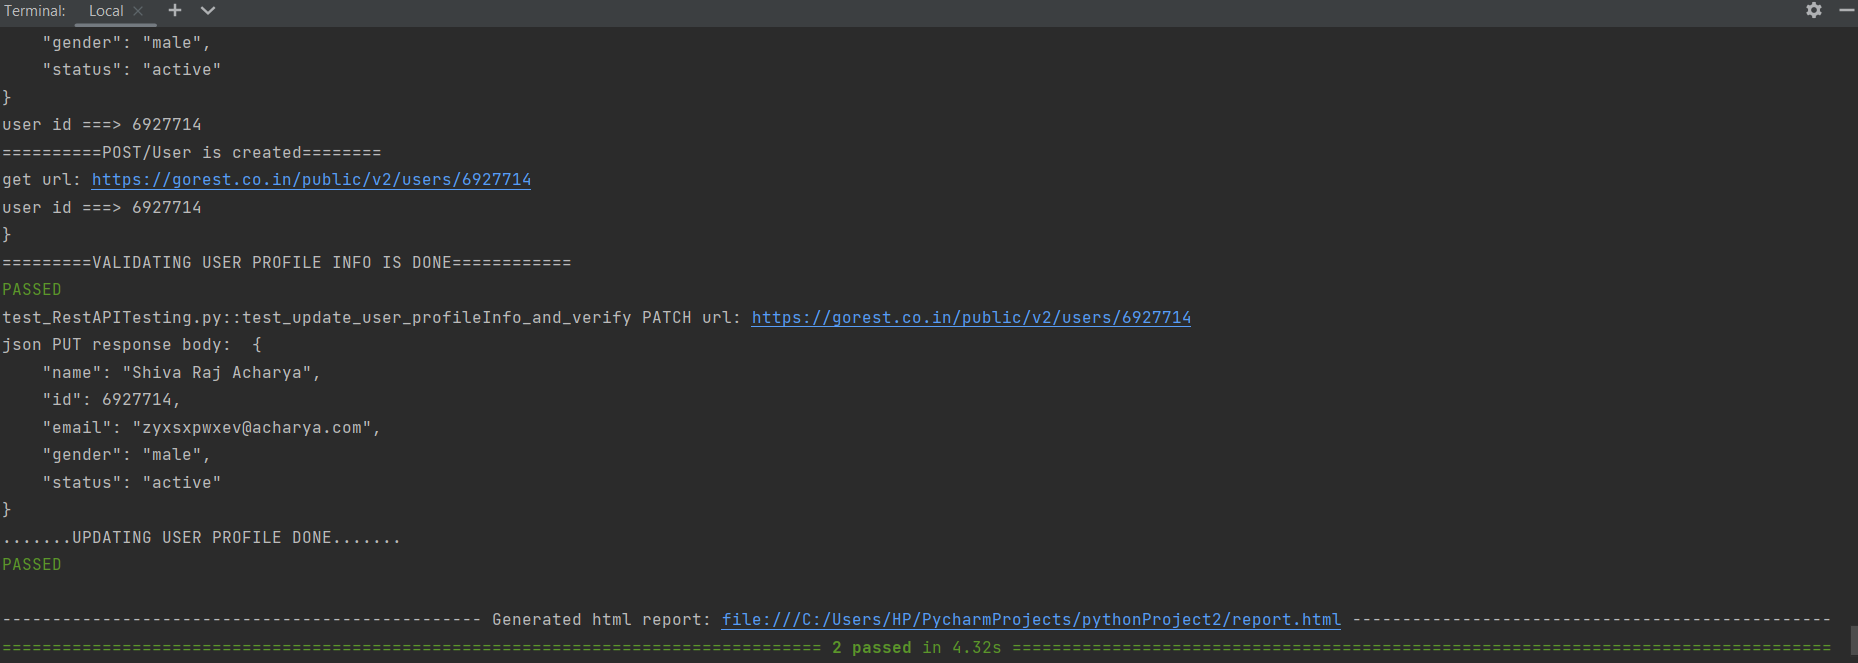 Terminal: Local × + 
    "gender": "male",
    "status": "active"
}
user id ===> 6927714
==========POST/User is created========
get url: https://gorest.co.in/public/v2/users/6927714
user id ===> 6927714
}
=========VALIDATING USER PROFILE INFO IS DONE============
PASSED
test_RestAPITesting.py::test_update_user_profileInfo_and_verify PATCH url: https://gorest.co.in/public/v2/users/6927714
json PUT response body:  {
    "name": "Shiva Raj Acharya",
    "id": 6927714,
    "email": "zyxsxpwxev@acharya.com",
    "gender": "male",
    "status": "active"
}
.......UPDATING USER PROFILE DONE.......
PASSED
------------------------------------------------ Generated html report: file:///C:/Users/HP/PycharmProjects/pythonProject2/report.html ------------------------------------------------
================================================================================== 2 passed in 4.32s ==================================================================================